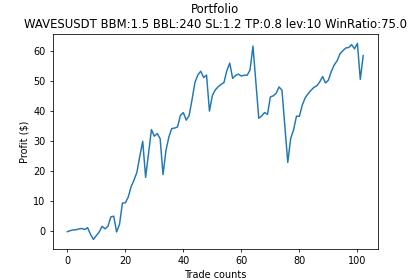 Portfolio
WAVESUSDT BBM:1.5 BBL:240 SL:1.2 TP:0.8 lev:10 WinRatio:75.0
60
50
40
30
20
10
0
Profit ($)
0 20 40 60 80 100
Trade counts